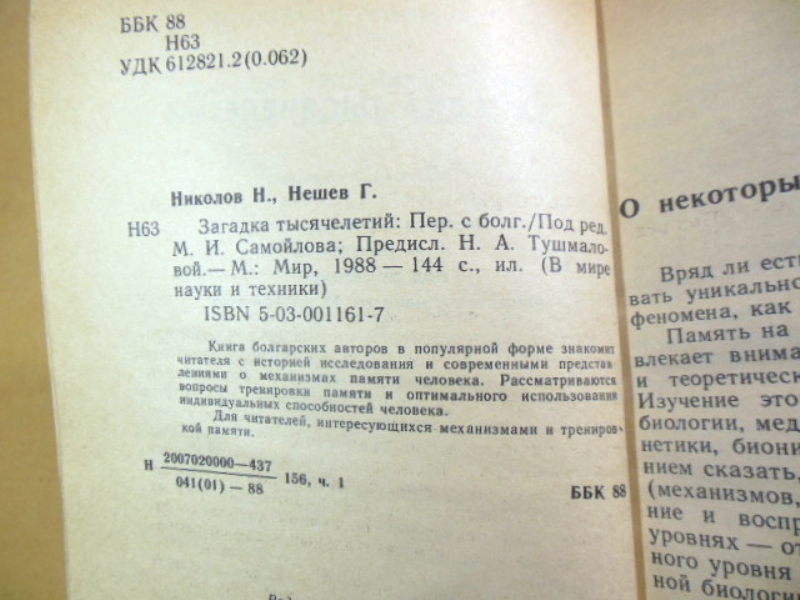 ББК 88
Н63
УДК 612821.2(0.062)
Николов Н., Нешев Г.
Н63 Загадка тысячелетий: Пер. с болг./Под ред.
М. И. Самойлова; Предисл. Н. А. Тушмало-
вой.— М.: Мир, 1988 — 144 с., ил. (В мире
науки и техники)
ISBN 5-03-001161-7
Книга болгарских авторов в популярной форме знакомит
читателя с историей исследования и современными представ-
лениями о механизмах памяти человека. Рассматриваются
вопросы тренировки памяти и оптимального использования
индивидуальных способностей человека.
Для читателей, интересующихся механизмами и трениров-
кой памяти.
Н 2007020000—437
041(01) — 88
156, ч. 1
ББК 88
О некоторы
Вряд ли ест
вать уникально
феномена, как
Память на
влекает внима
и теоретическ
Изучение это
биологии, мед
нетики, биони
нием сказать,
(механизмов,
ние и воспр
уровнях — от
ного уровня
ной биологи